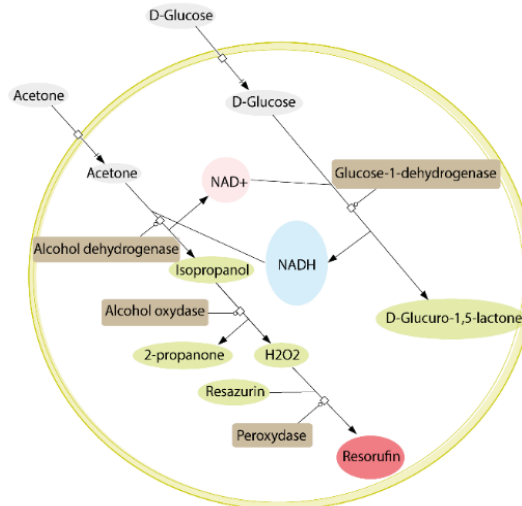 D-Glucose
Acetone
D-Glucose
Acetone
NAD+
Glucose-1-dehydrogenase
Alcohol dehydrogenase
NADH
Isopropanol
Alcohol oxydase
D-Glucuro-1,5-lactone
2-propanone
H2O2
Resazurin
Peroxydase
Resorufin